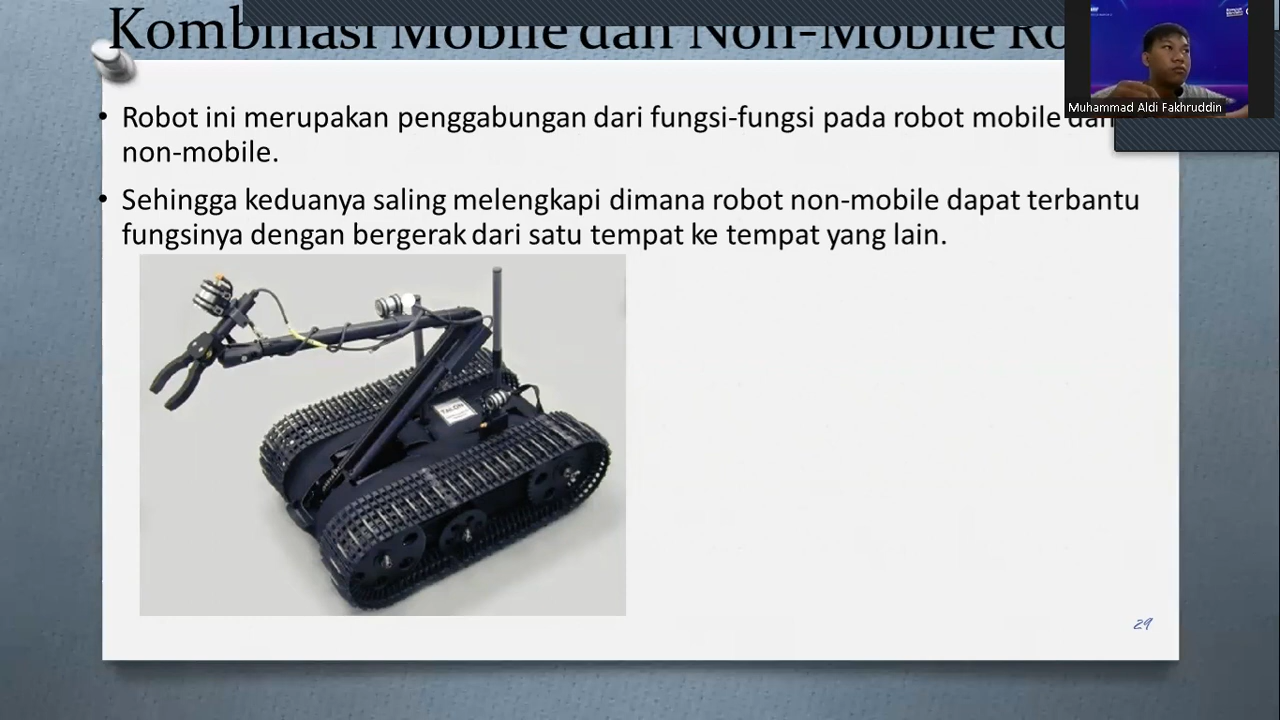 Kombinasi Mobile dan Non-Mobile Ro
Muhammad Aldi Fakhruddin
• Robot ini merupakan penggabungan dari fungsi-fungsi pada robot mobile dan
non-mobile.
• Sehingga keduanya saling melengkapi dimana robot non-mobile dapat terbantu
fungsinya dengan bergerak dari satu tempat ke tempat yang lain.
TALON
29